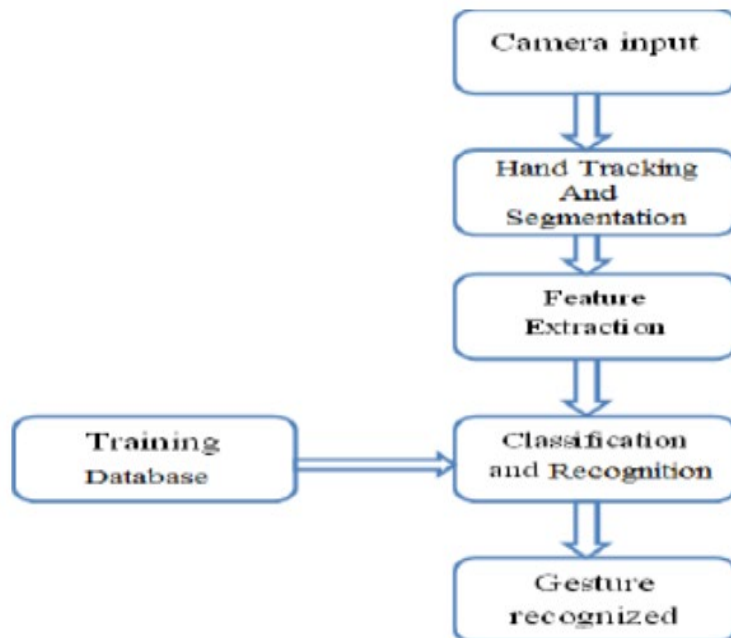 Camera input
Hand Tracking
And
Segmentation
Feature
Extraction
Training
Database
Classification
and Recognition
Gesture
recognized